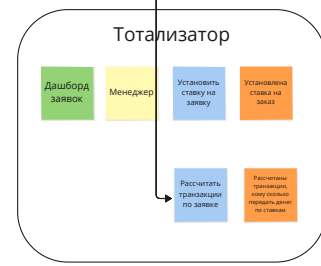 Тотализатор
Дашборд
заявок
Менеджер
Установить
ставку на
заявку
Установлена
ставка на
заказ
Рассчитать
транзакции
по заявке
Рассчитаны
транзакции,
кому сколько
передать денег
по ставкам